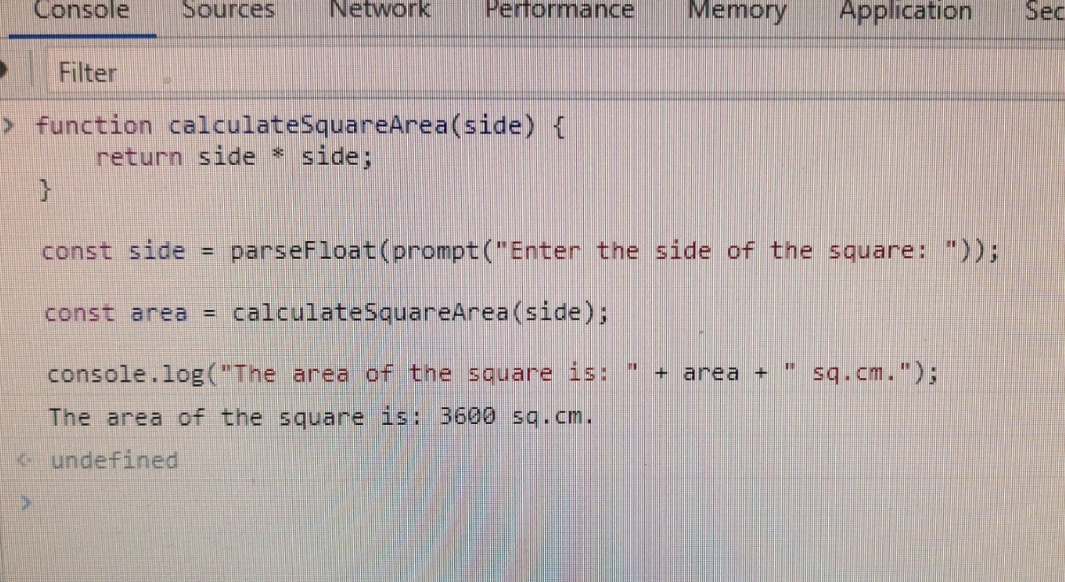 Console Sources Network Performance Memory Application Sec
Filter
> function calculateSquareArea(side) {
return side * side;
}
const side = parseFloat(prompt("Enter the side of the square: "));
const area = calculateSquareArea(side);
console.log("The area of the square is: " + area + " sq.cm.");
The area of the square is: 3600 sq.cm.
undefined
>